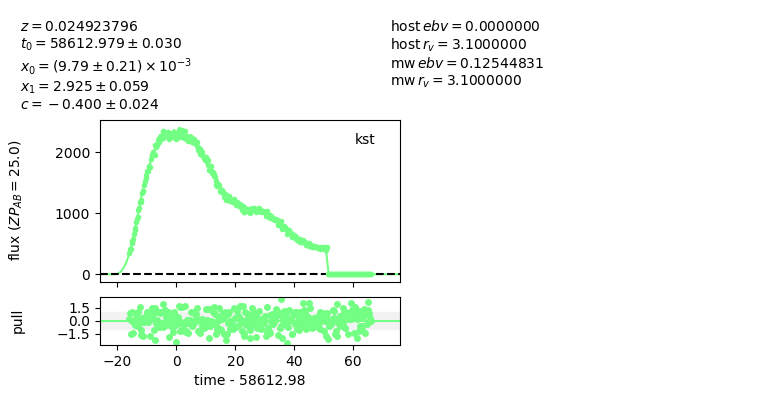 z = 0.024923796
t₀ = 58612.979 ± 0.030
x₀ = (9.79 ± 0.21) × 10⁻³
x₁ = 2.925 ± 0.059
c = −0.400 ± 0.024
host ebv = 0.0000000
host r_v = 3.1000000
mw ebv = 0.12544831
mw r_v = 3.1000000
kst
flux (ZP_AB = 25.0)
2000
1000
0
pull
1.5
0.0
−1.5
−20 0 20 40 60
time - 58612.98